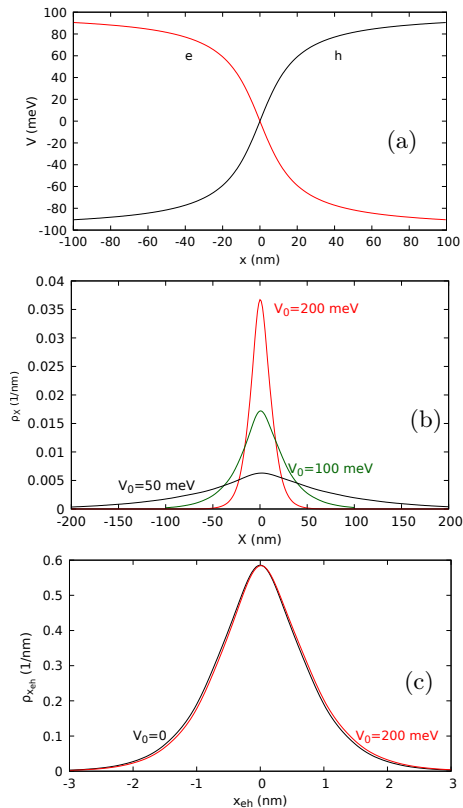 100
80
60
40
20
0
-20
-40
-60
-80
-100
V (meV)
e
h
(a)
-100 -80 -60 -40 -20 0 20 40 60 80 100
x (nm)
0.04
0.035
0.03
0.025
0.02
0.015
0.01
0.005
0
ρX (1/nm)
V0=200 meV
(b)
V0=100 meV
V0=50 meV
-200 -150 -100 -50 0 50 100 150 200
X (nm)
0.6
0.5
0.4
0.3
0.2
0.1
0
ρxeh (1/nm)
(c)
V0=0
V0=200 meV
-3 -2 -1 0 1 2 3
xeh (nm)